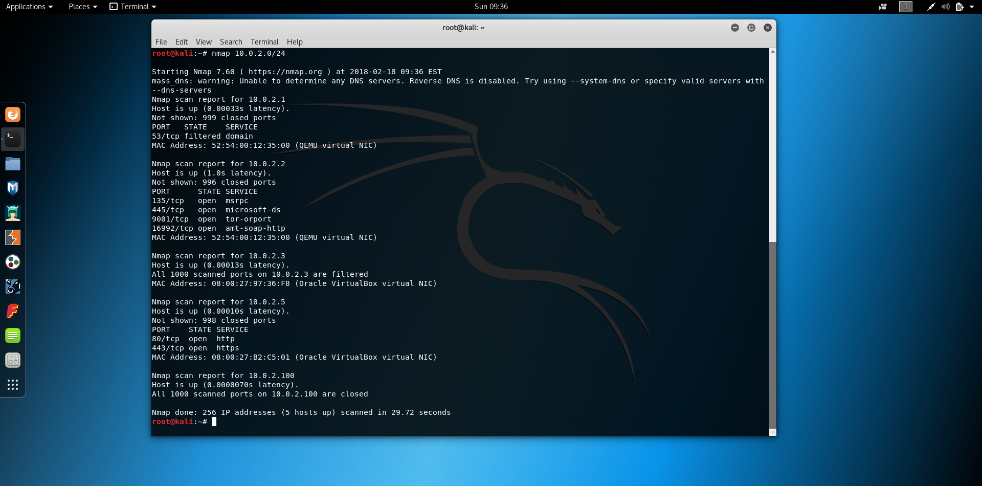 Applications Places Terminal Sun 09:36 1
root@kali: ~
File Edit View Search Terminal Help
root@kali:~# nmap 10.0.2.0/24
Starting Nmap 7.60 ( https://nmap.org ) at 2018-02-18 09:36 EST
mass_dns: warning: Unable to determine any DNS servers. Reverse DNS is disabled. Try using --system-dns or specify valid servers with
--dns-servers
Nmap scan report for 10.0.2.1
Host is up (0.00033s latency).
Not shown: 999 closed ports
PORT STATE SERVICE
53/tcp filtered domain
MAC Address: 52:54:00:12:35:00 (QEMU virtual NIC)
Nmap scan report for 10.0.2.2
Host is up (1.0s latency).
Not shown: 996 closed ports
PORT STATE SERVICE
135/tcp open msrpc
445/tcp open microsoft-ds
9001/tcp open tor-orport
16992/tcp open amt-soap-http
MAC Address: 52:54:00:12:35:00 (QEMU virtual NIC)
Nmap scan report for 10.0.2.3
Host is up (0.00013s latency).
All 1000 scanned ports on 10.0.2.3 are filtered
MAC Address: 08:00:27:97:36:F8 (Oracle VirtualBox virtual NIC)
Nmap scan report for 10.0.2.5
Host is up (0.00010s latency).
Not shown: 998 closed ports
PORT STATE SERVICE
80/tcp open http
443/tcp open https
MAC Address: 08:00:27:B2:C5:01 (Oracle VirtualBox virtual NIC)
Nmap scan report for 10.0.2.100
Host is up (0.0000070s latency).
All 1000 scanned ports on 10.0.2.100 are closed
Nmap done: 256 IP addresses (5 hosts up) scanned in 29.72 seconds
root@kali:~#